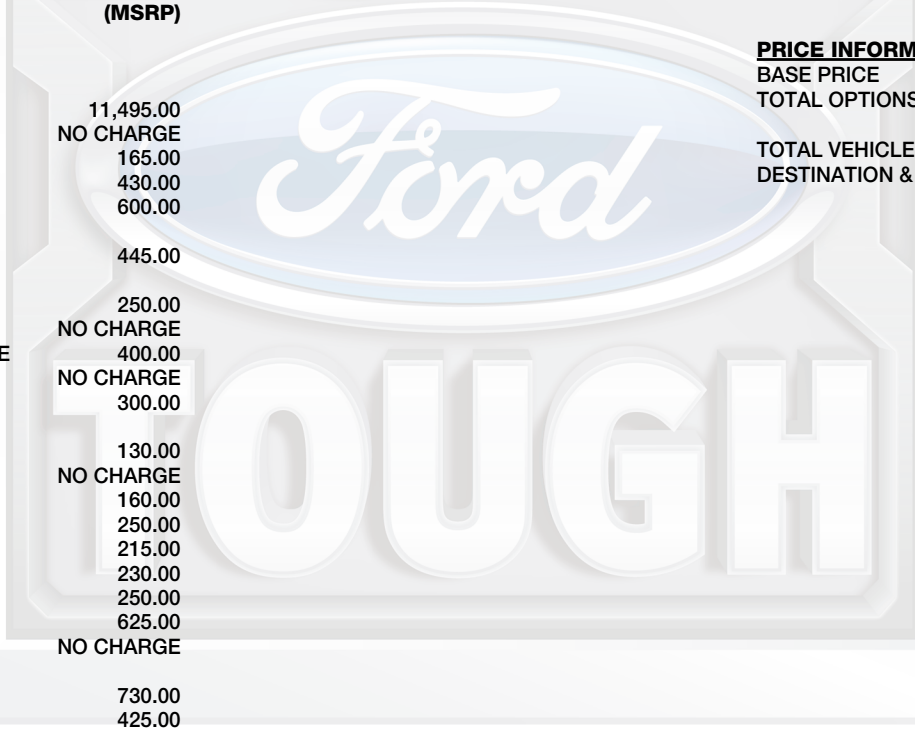 (MSRP)
11,495.00
NO CHARGE
165.00
430.00
600.00
445.00
250.00
NO CHARGE
E 400.00
NO CHARGE
300.00
130.00
NO CHARGE
160.00
250.00
215.00
230.00
250.00
625.00
NO CHARGE
730.00
425.00
PRICE INFORM
BASE PRICE
TOTAL OPTIONS
TOTAL VEHICLE
DESTINATION &
Ford
TOUGH